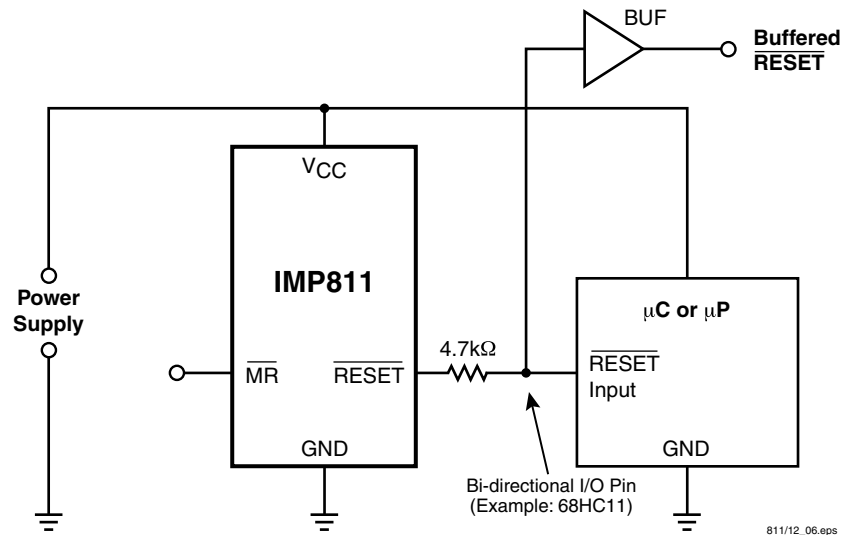 BUF
Buffered
RESET
VCC
IMP811
Power
Supply
μC or μP
4.7kΩ
MR
RESET
RESET
Input
GND
GND
Bi-directional I/O Pin
(Example: 68HC11)
811/12_06.eps